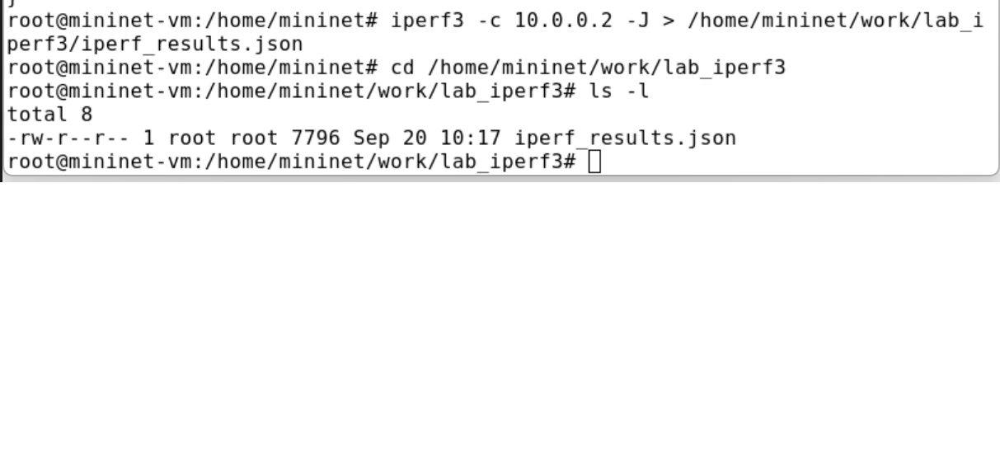 root@mininet-vm:/home/mininet# iperf3 -c 10.0.0.2 -J > /home/mininet/work/lab_i
perf3/iperf_results.json
root@mininet-vm:/home/mininet# cd /home/mininet/work/lab_iperf3
root@mininet-vm:/home/mininet/work/lab_iperf3# ls -l
total 8
-rw-r--r-- 1 root root 7796 Sep 20 10:17 iperf_results.json
root@mininet-vm:/home/mininet/work/lab_iperf3#